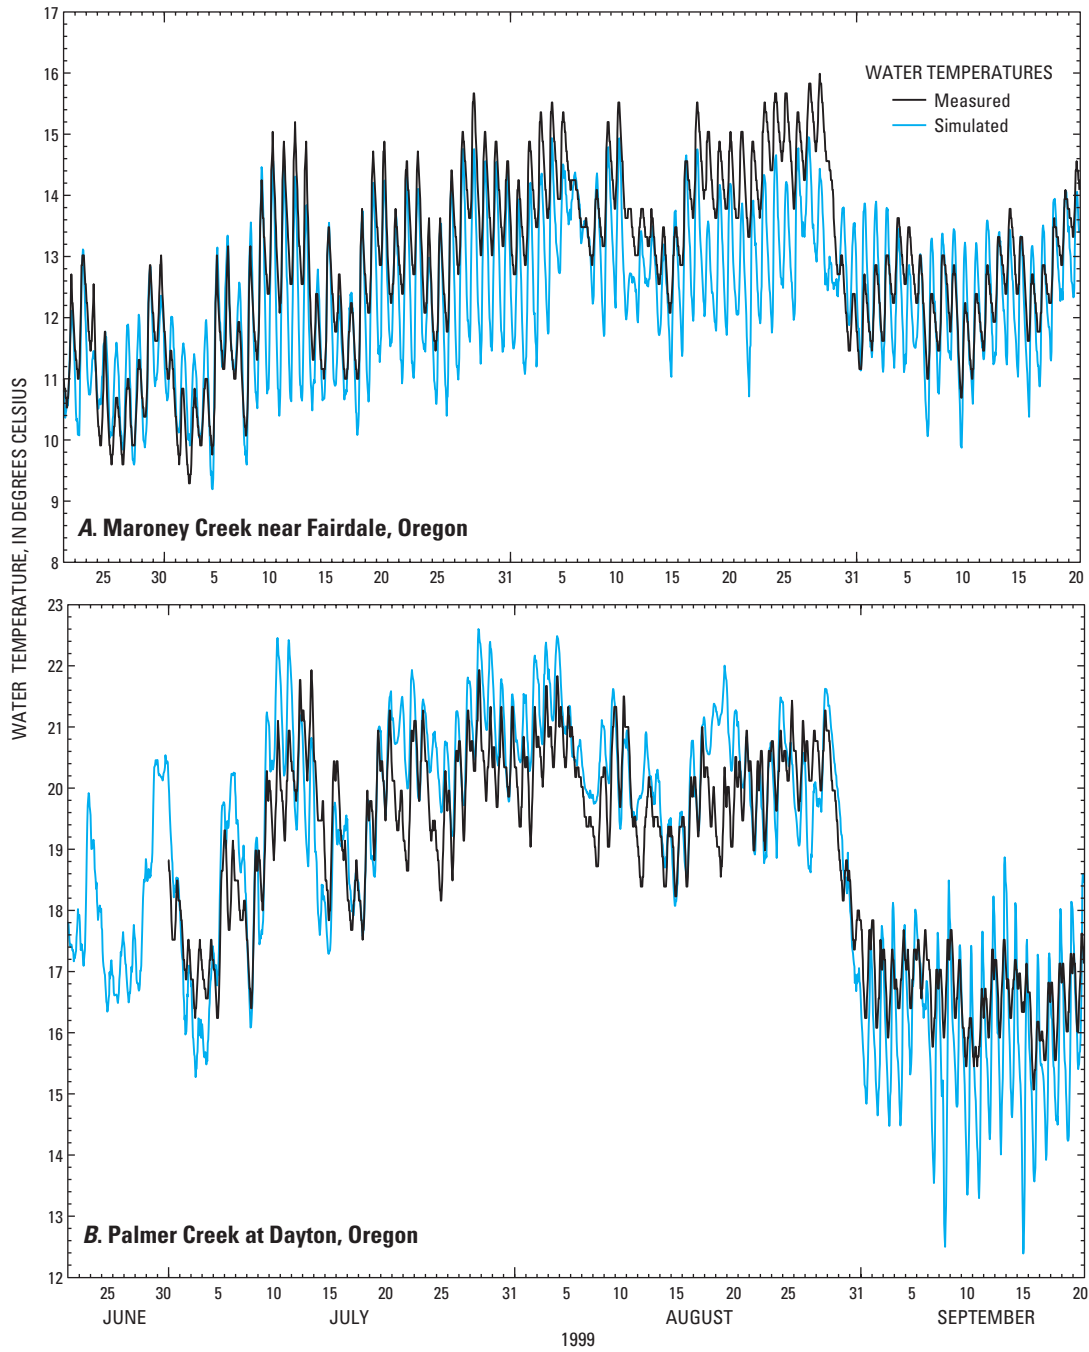 17
16
15
14
13
12
11
10
9
8
WATER TEMPERATURES
Measured
Simulated
A. Maroney Creek near Fairdale, Oregon
25 30 5 10 15 20 25 31 5 10 15 20 25 31 5 10 15 20
WATER TEMPERATURE, IN DEGREES CELSIUS
23
22
21
20
19
18
17
16
15
14
13
12
B. Palmer Creek at Dayton, Oregon
25 30 5 10 15 20 25 31 5 10 15 20 25 31 5 10 15 20
JUNE JULY AUGUST SEPTEMBER
1999